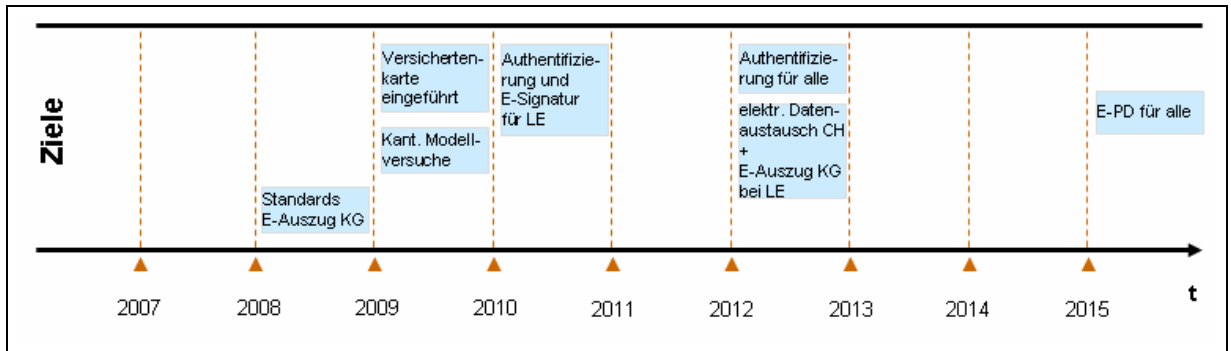 Ziele
Versicherten-
karte
eingeführt
Kant. Modell-
versuche
Standards
E-Auszug KG
Authentifizie-
rung und
E-Signatur
für LE
Authentifizie-
rung für alle
elektr. Daten-
austausch CH
+
E-Auszug KG
bei LE
E-PD für alle
t
2007 2008 2009 2010 2011 2012 2013 2014 2015